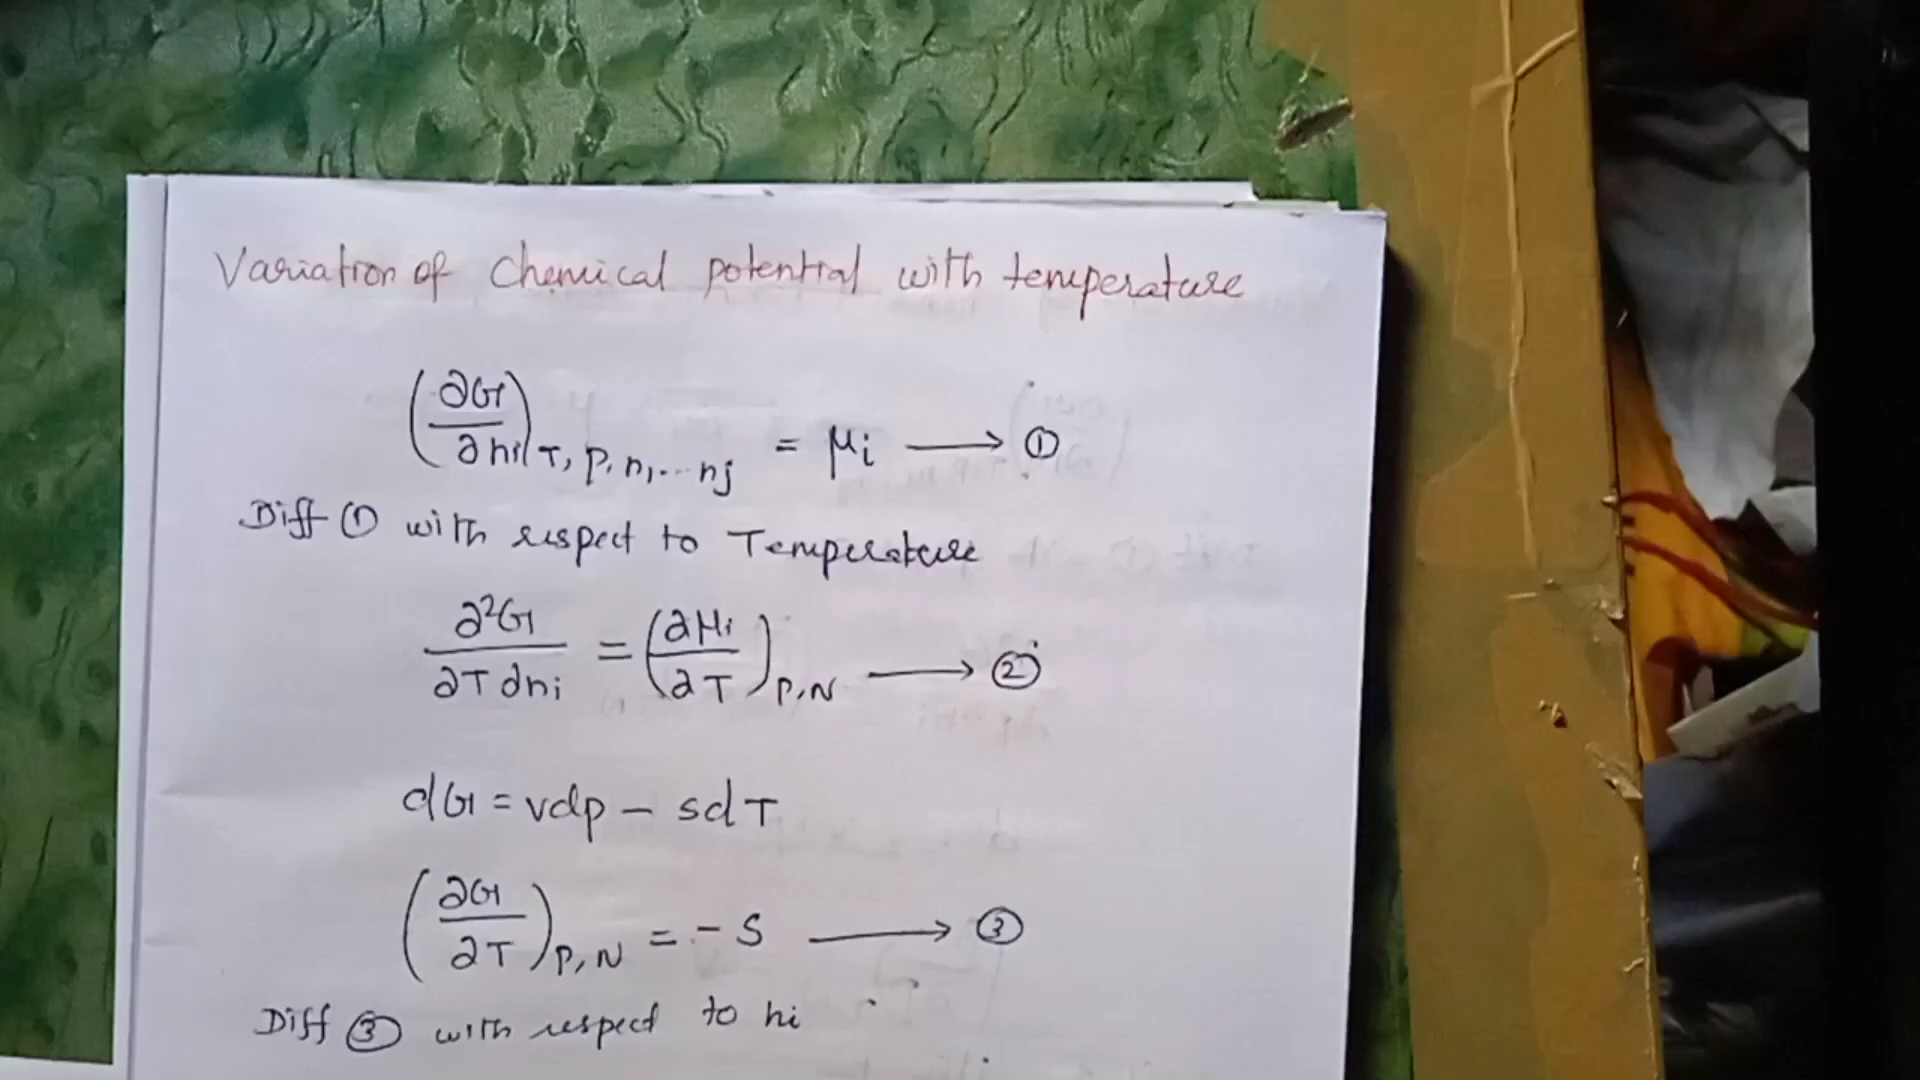 Variation of Chemical potential with temperature
(∂G/∂ni)T, P, n1...nj = μi ⟶ ①
Diff ① with respect to Temperature
∂²G/∂T∂ni = (∂μi/∂T)P,N ⟶ ②
dG = vdp – sdT
(∂G/∂T)P,N = -S ⟶ ③
Diff ③ with respect to ni